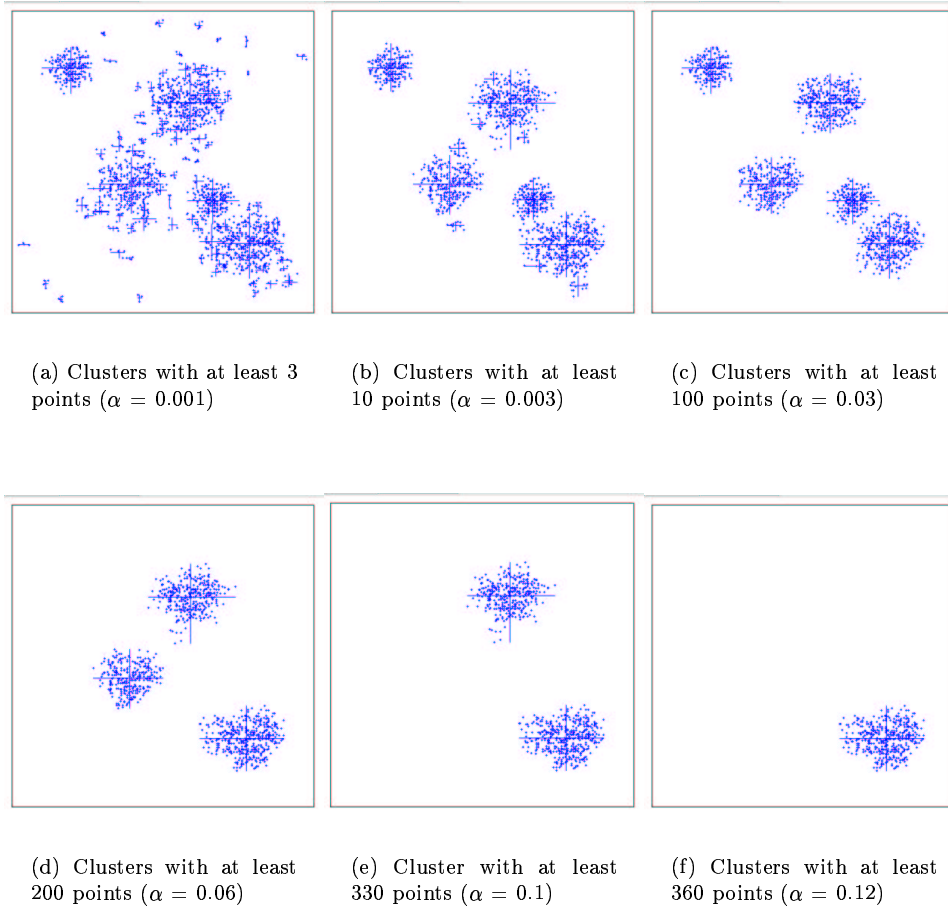 (a) Clusters with at least 3
points (α = 0.001)
(b) Clusters with at least
10 points (α = 0.003)
(c) Clusters with at least
100 points (α = 0.03)
(d) Clusters with at least
200 points (α = 0.06)
(e) Cluster with at least
330 points (α = 0.1)
(f) Clusters with at least
360 points (α = 0.12)